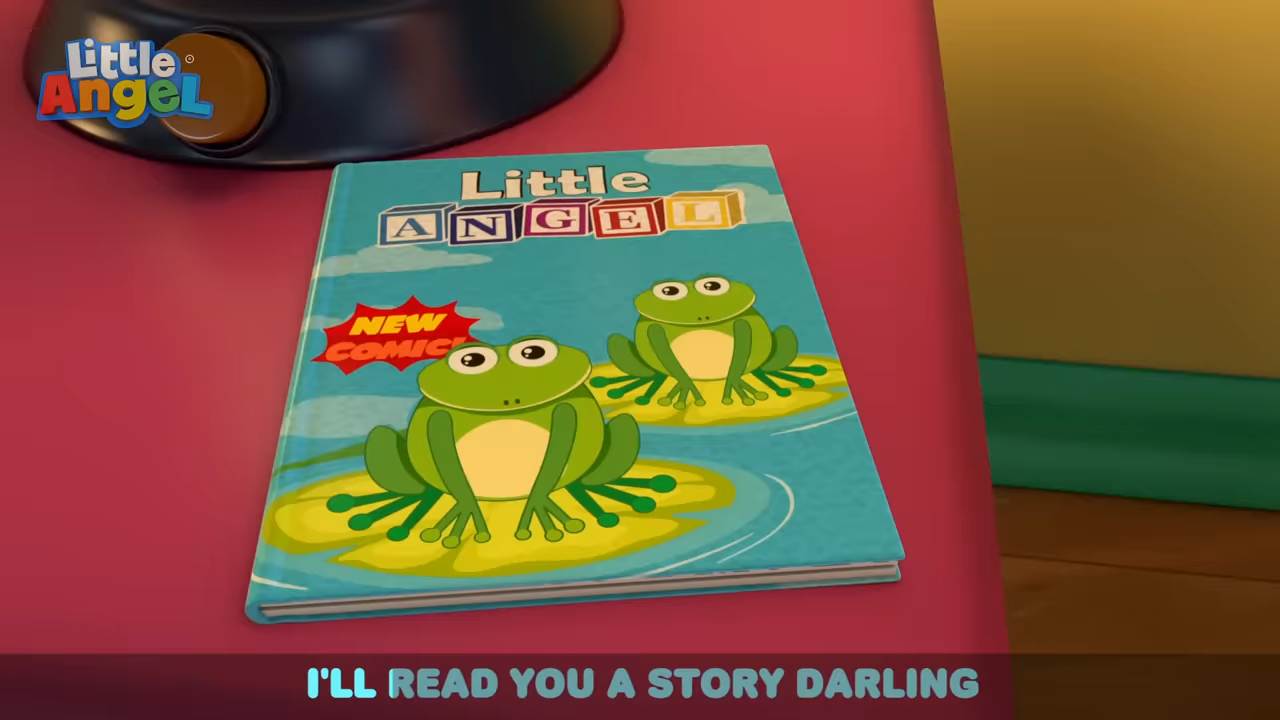 Little
Angel
Little
ANGEL
NEW
COMIC!
I'LL READ YOU A STORY DARLING